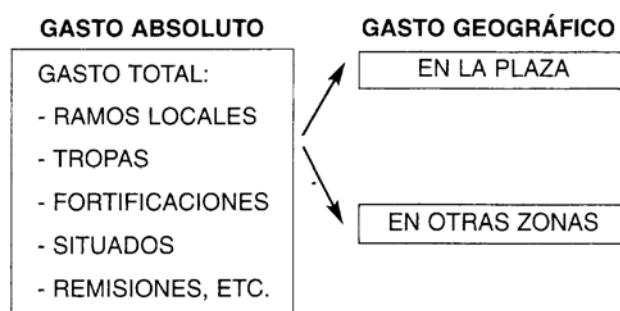 GASTO ABSOLUTO
GASTO TOTAL:
- RAMOS LOCALES
- TROPAS
- FORTIFICACIONES
- SITUADOS
- REMISIONES, ETC.
GASTO GEOGRÁFICO
EN LA PLAZA
EN OTRAS ZONAS